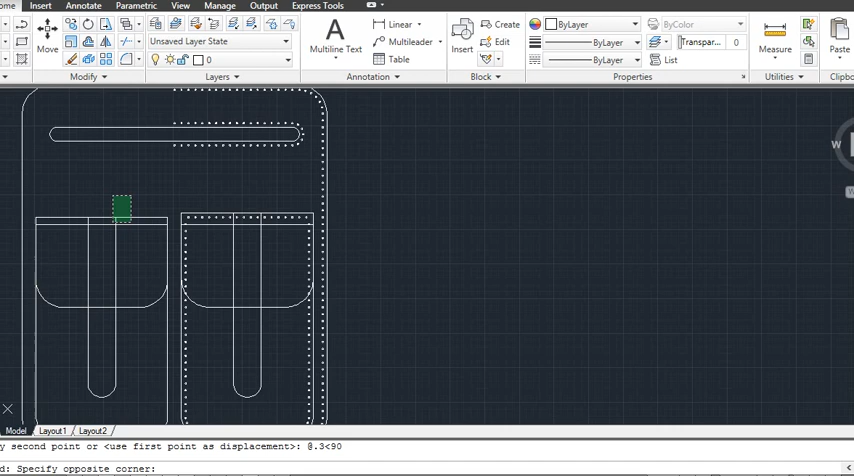 ome Insert Annotate Parametric View Manage Output Express Tools
Move
Modify
Unsaved Layer State
0
Layers
A
Multiline Text
Linear
Multileader
Table
Annotation
Insert
Create
Edit
Block
ByLayer
ByLayer
ByLayer
ByColor
Transpar... 0
List
Properties
Measure
Utilities
Paste
Clipbo
W
W
Model Layout1 Layout2
y second point or <use first point as displacement>: @.3<90
d: Specify opposite corner: